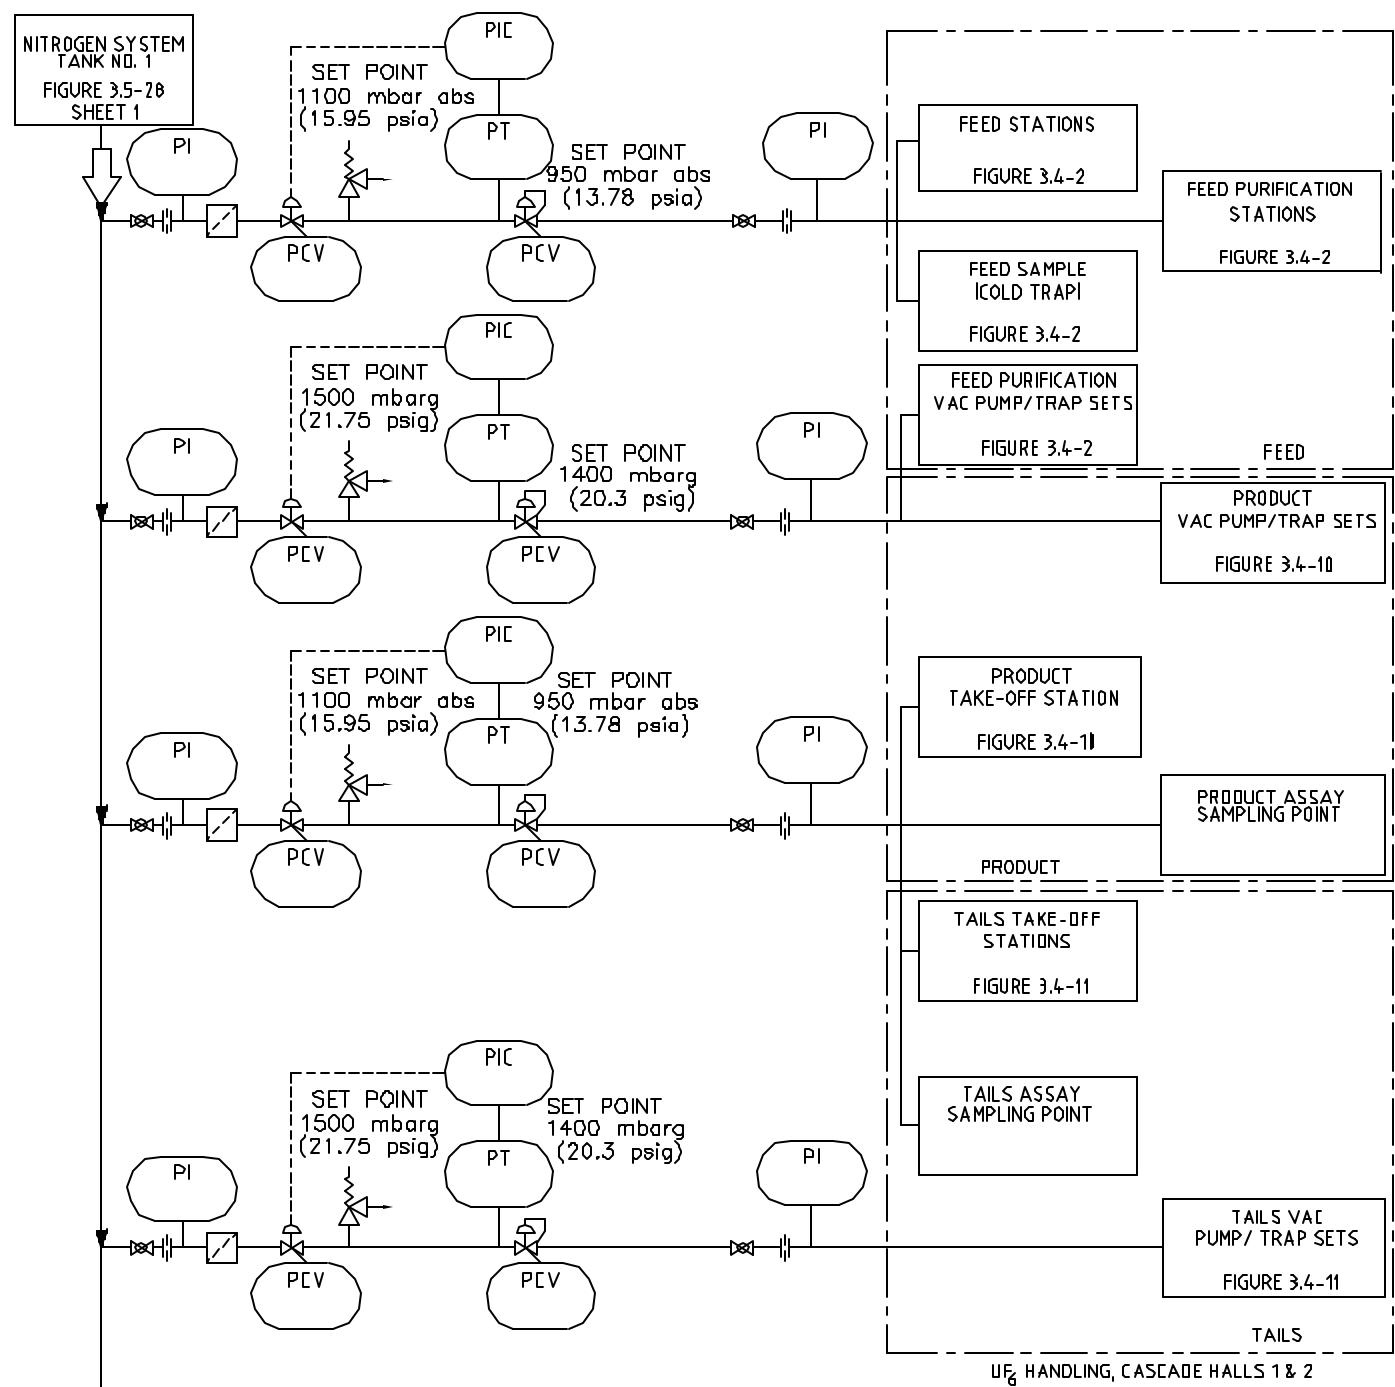 NITROGEN SYSTEM
TANK NO. 1
FIGURE 3.5-28
SHEET 1
PI
SET POINT
1100 mbar abs
(15.95 psia)
PIC
PT
SET POINT
950 mbar abs
(13.78 psia)
PCV
PCV
PI
FEED STATIONS
FIGURE 3.4-2
FEED PURIFICATION
STATIONS
FIGURE 3.4-2
FEED SAMPLE
(COLD TRAP)
FIGURE 3.4-2
PI
SET POINT
1500 mbarg
(21.75 psig)
PIC
PT
SET POINT
1400 mbarg
(20.3 psig)
PCV
PCV
PI
FEED PURIFICATION
VAC PUMP/TRAP SETS
FIGURE 3.4-2
FEED
PRODUCT
VAC PUMP/TRAP SETS
FIGURE 3.4-10
PI
SET POINT
1100 mbar abs
(15.95 psia)
PIC
PT
SET POINT
950 mbar abs
(13.78 psia)
PCV
PCV
PI
PRODUCT
TAKE-OFF STATION
PRODUCT ASSAY
SAMPLING POINT
PRODUCT
TAILS TAKE-OFF
STATIONS
FIGURE 3.4-11
TAILS ASSAY
SAMPLING POINT
PI
SET POINT
1500 mbarg
(21.75 psig)
PIC
PT
SET POINT
1400 mbarg
(20.3 psig)
PCV
PCV
PI
TAILS VAC
PUMP/ TRAP SETS
FIGURE 3.4-11
TAILS
UF6 HANDLING, CASCADE HALLS 1 & 2